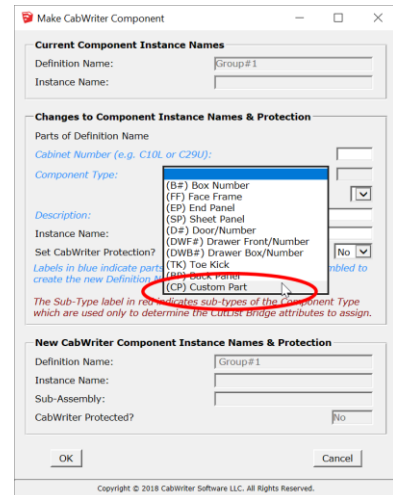 Make CabWriter Component
Current Component Instance Names
Definition Name: Group#1
Instance Name:
Changes to Component Instance Names & Protection
Parts of Definition Name
Cabinet Number (e.g. C10L or C29U):
Component Type:
(B#) Box Number
(FF) Face Frame
(EP) End Panel
(SP) Sheet Panel
(D#) Door/Number
(DWF#) Drawer Front/Number
(DWB#) Drawer Box/Number
(TK) Toe Kick
(BP) Back Panel
(CP) Custom Part
Description:
Instance Name:
Set CabWriter Protection? No
Labels in blue indicate parts mbled to
create the new Definition
The Sub-Type label in red indicates sub-types of the Component Type
which are used only to determine the CutList Bridge attributes to assign.
New CabWriter Component Instance Names & Protection
Definition Name: Group#1
Instance Name:
Sub-Assembly:
CabWriter Protected? No
OK Cancel
Copyright © 2018 CabWriter Software LLC. All Rights Reserved.